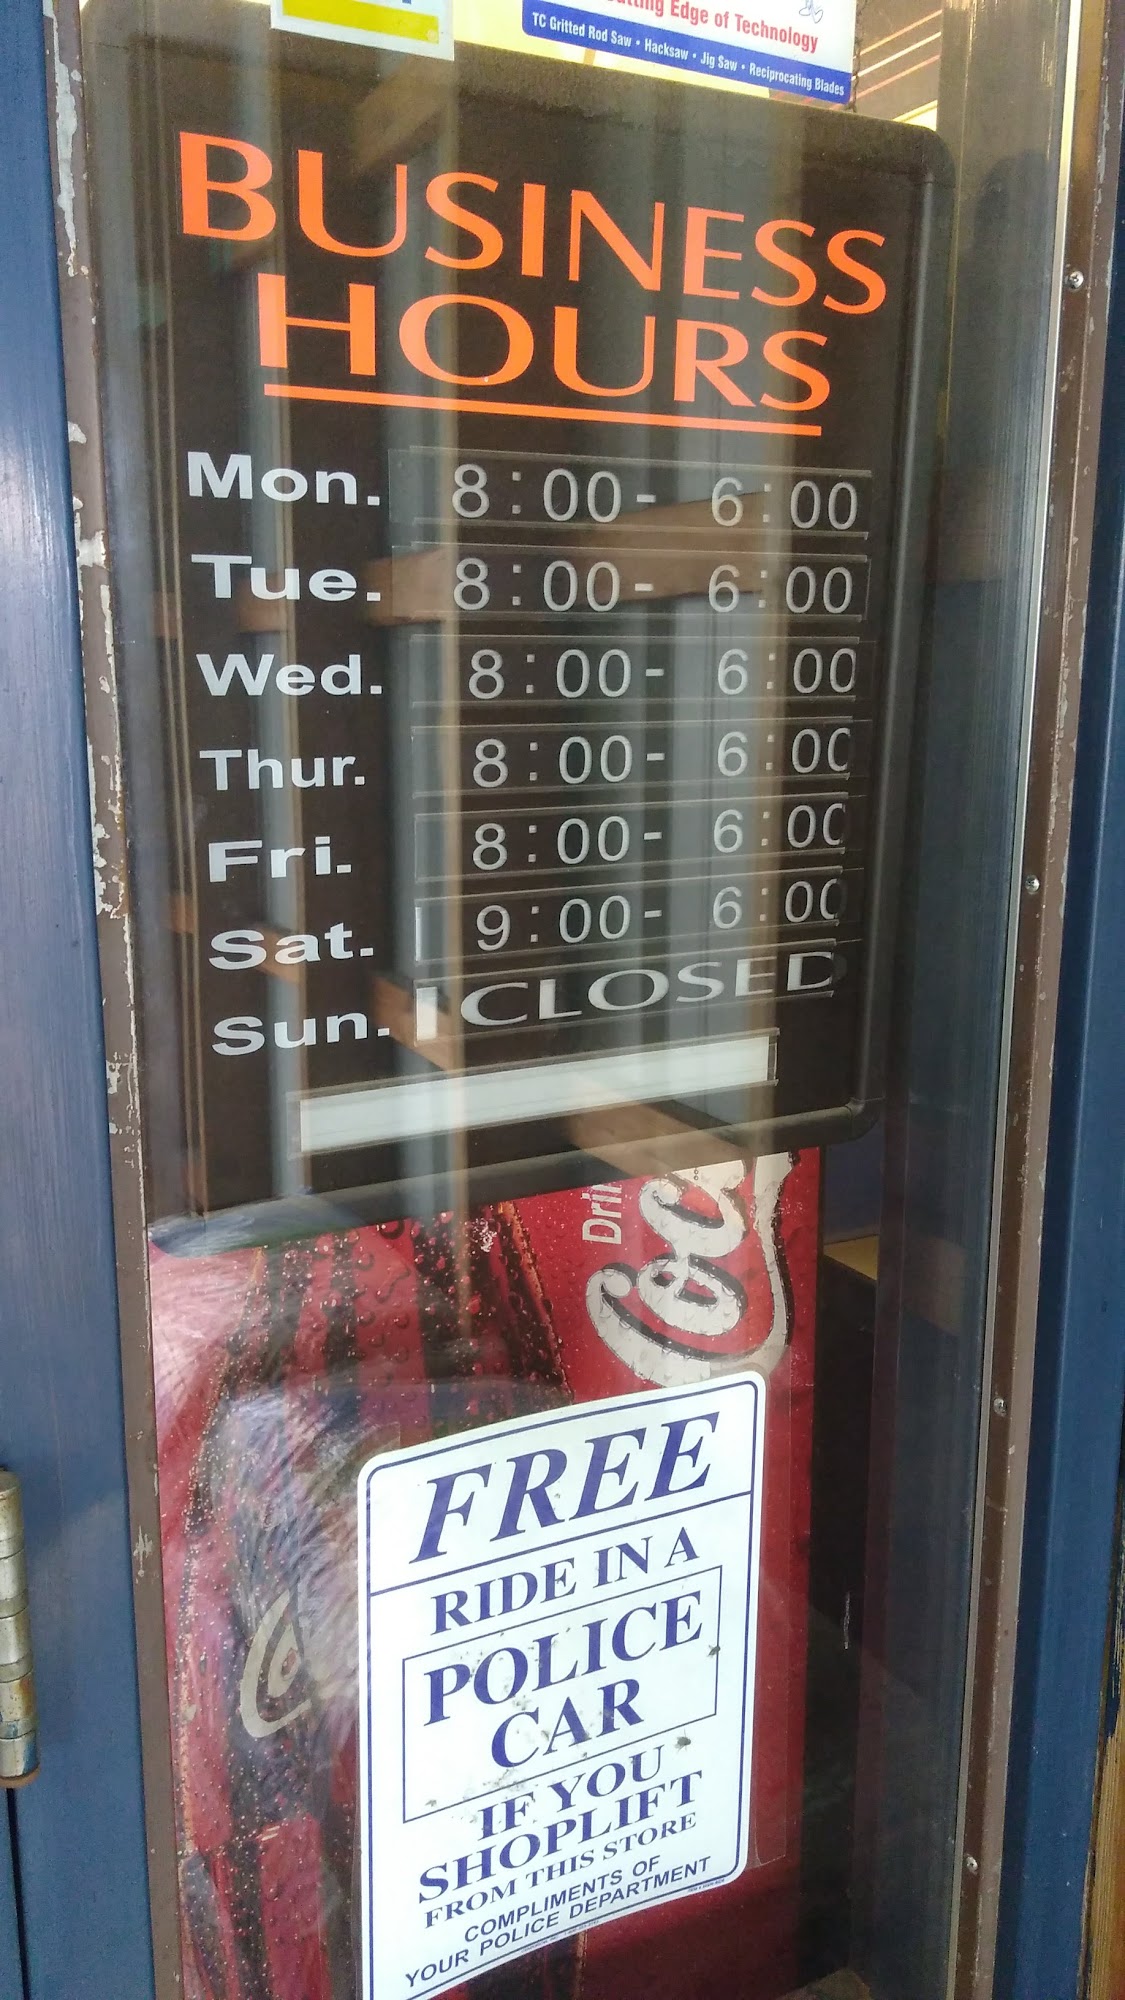 Edge of Technology
TC Gritted Rod Saw • Hacksaw • Jig Saw • Reciprocating Blades
BUSINESS
HOURS
Mon. 8:00- 6:00
Tue. 8:00- 6:00
Wed. 8:00- 6:00
Thur. 8:00- 6:00
Fri. 8:00- 6:00
Sat. 9:00- 6:00
Sun. CLOSED
FREE
RIDE IN A
POLICE
CAR
IF YOU
SHOPLIFT
FROM THIS STORE
COMPLIMENTS OF
YOUR POLICE DEPARTMENT